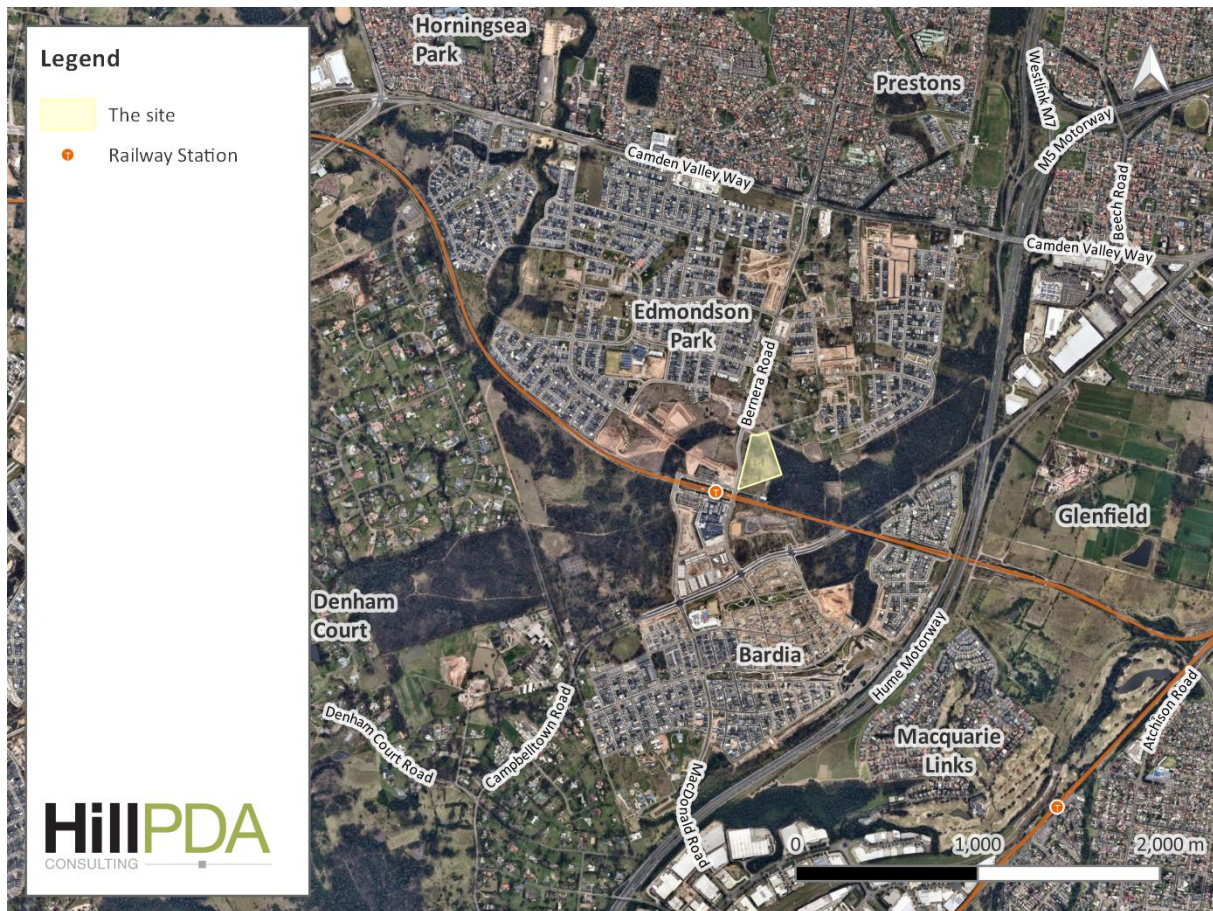 Legend
The site
T
Railway Station
HillPDA
CONSULTING
Horningsea
Park
Prestons
Westlink M7
M5 Motorway
Beech Road
Camden Valley Way
Camden Valley Way
Edmondson
Park
Bernera Road
T
Glenfield
Denham
Court
Bardia
Hume Motorway
Denham Court Road
Campbelltown Road
MacDonald Road
Macquarie
Links
Atchison Road
T
0
1,000
2,000 m